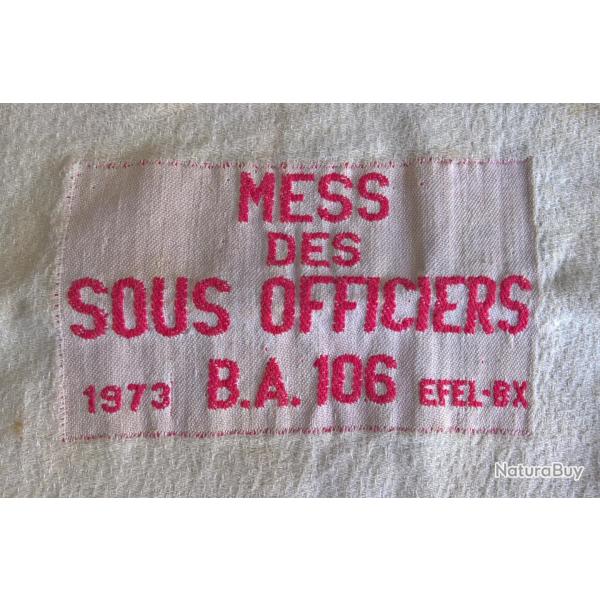 MESS
DES
SOUS OFFICIERS
1973 B.A. 106 EFEL-BX
NaturaBuy